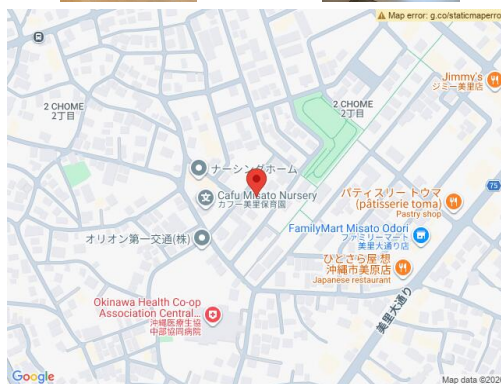 Map error: g.co/staticmaperro
Jimmy's
ジミー美里店
2 CHOME
2丁目
2 CHOME
2丁目
ナーシングホーム
75
Cafu Misato Nursery
カフー美里保育園
パティスリー トウマ
(pâtisserie toma)
Pastry shop
オリオン第一交通(株)
FamilyMart Misato Odori
ファミリーマート
美里大通り店
ひとさら屋 想
沖縄市美原店
Japanese restaurant
Okinawa Health Co-op
Association Central...
沖縄医療生協
中部協同病院
美里大通り
Google
Map data ©2026